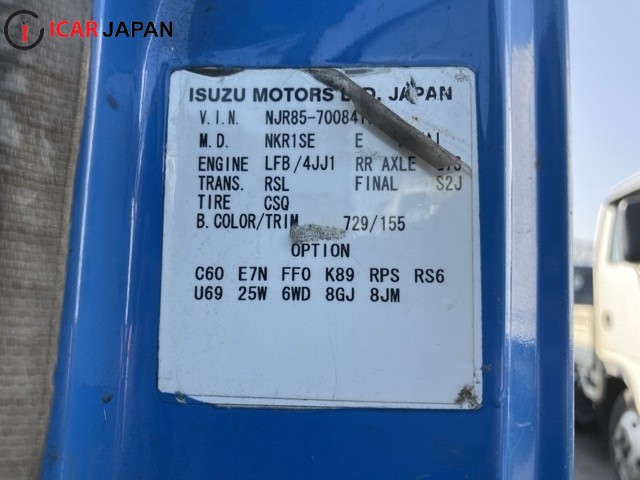 ICAR JAPAN
ISUZU MOTORS JAPAN
V.I.N. NJR85-70084
M.D. NKR1SE E
ENGINE LFB/4JJ1 RR AXLE
TRANS. RSL FINAL S2J
TIRE CSQ
B.COLOR/TRIM 729/155
OPTION
C60 E7N FF0 K89 RPS RS6
U69 25W 6WD 8GJ 8JM